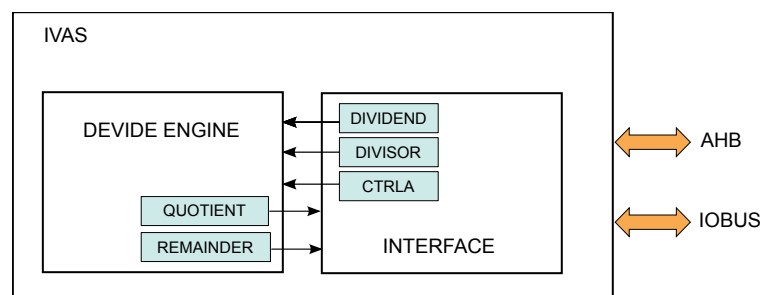 IVAS
DEVIDE ENGINE
DIVIDEND
DIVISOR
CTRLA
QUOTIENT
REMAINDER
INTERFACE
AHB
IOBUS